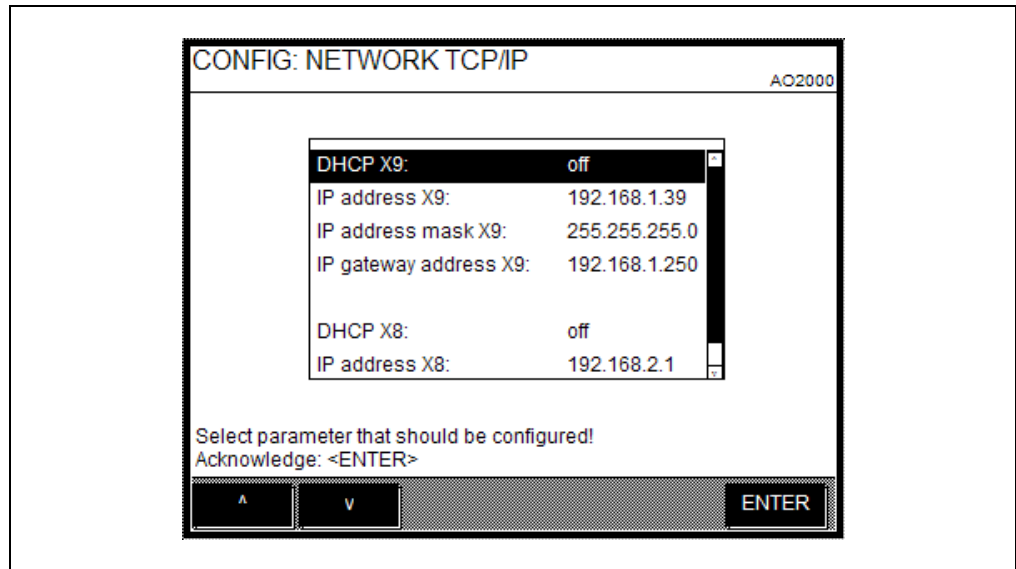 CONFIG: NETWORK TCP/IP
AO2000
DHCP X9: off
IP address X9: 192.168.1.39
IP address mask X9: 255.255.255.0
IP gateway address X9: 192.168.1.250
DHCP X8: off
IP address X8: 192.168.2.1
Select parameter that should be configured!
Acknowledge: <ENTER>
^ v ENTER